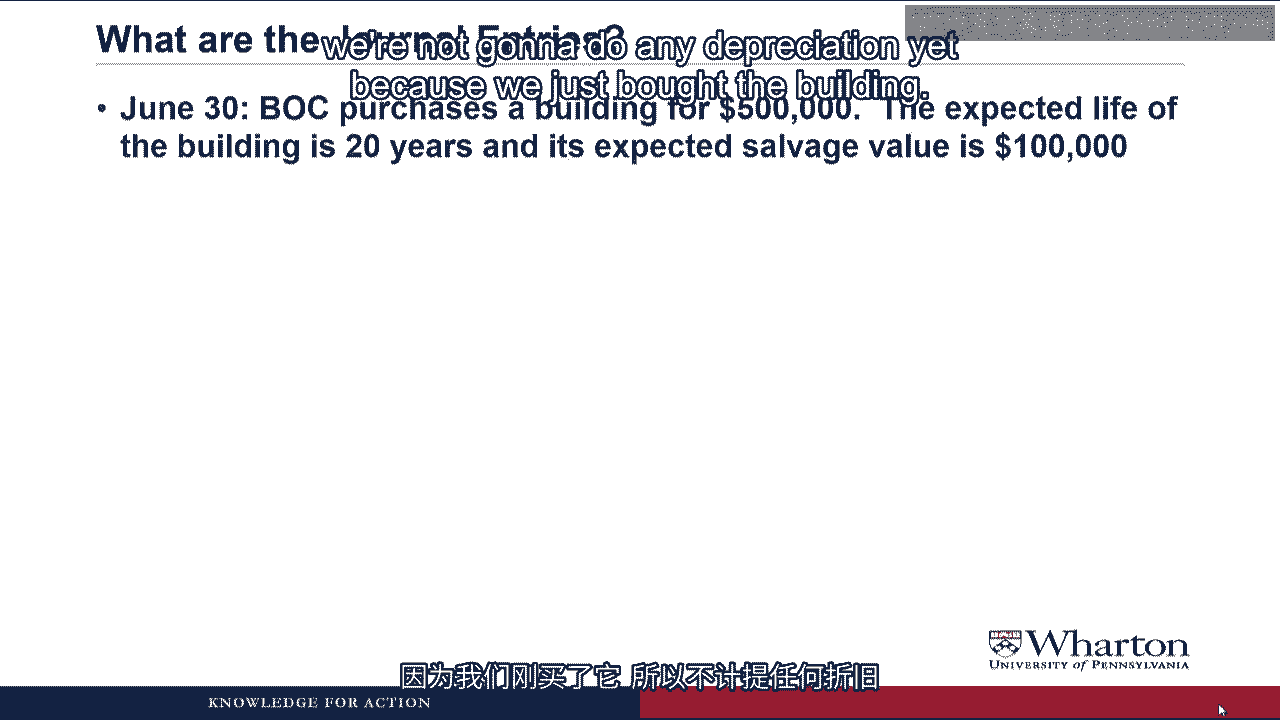 What are the Journal Entries?
we're not gonna do any depreciation yet
because we just bought the building.
• June 30: BOC purchases a building for $500,000. The expected life of
the building is 20 years and its expected salvage value is $100,000
Wharton
UNIVERSITY of PENNSYLVANIA
因为我们刚买了它 所以不计提任何折旧
KNOWLEDGE FOR ACTION